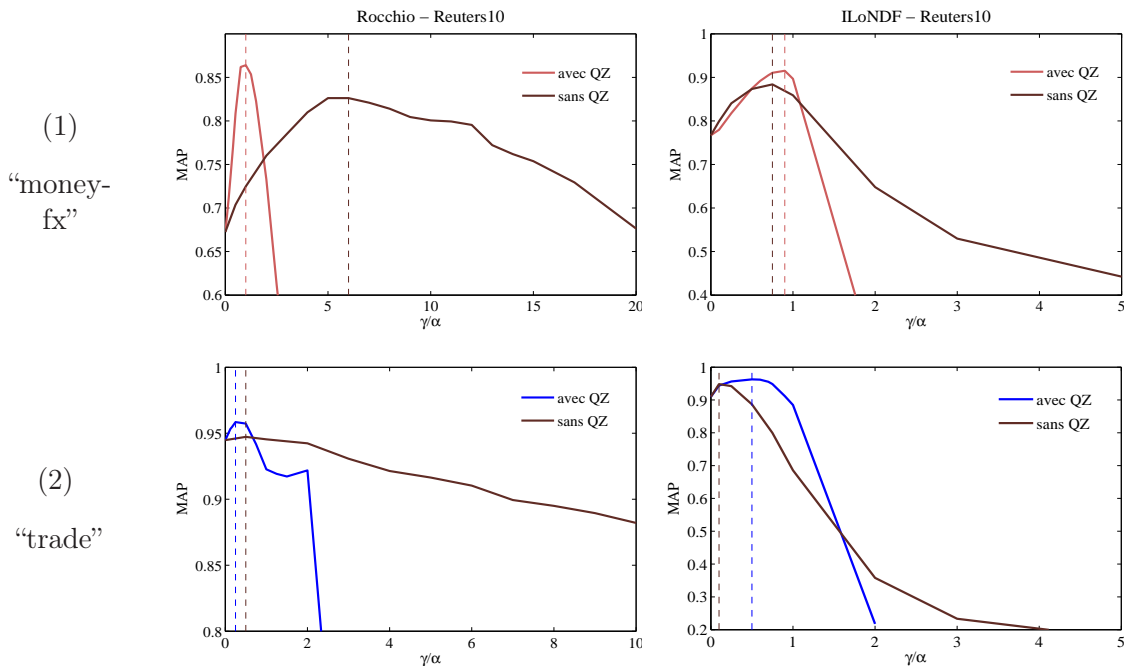 Rocchio – Reuters10
ILoNDF – Reuters10
(1)
“money-
fx”
MAP
0.85
0.8
0.75
0.7
0.65
0.6
0
5
10
15
20
γ/α
avec QZ
sans QZ
MAP
1
0.9
0.8
0.7
0.6
0.5
0.4
0
1
2
3
4
5
γ/α
avec QZ
sans QZ
(2)
“trade”
MAP
1
0.95
0.9
0.85
0.8
0
2
4
6
8
10
γ/α
avec QZ
sans QZ
MAP
1
0.9
0.8
0.7
0.6
0.5
0.4
0.3
0.2
0
1
2
3
4
5
γ/α
avec QZ
sans QZ